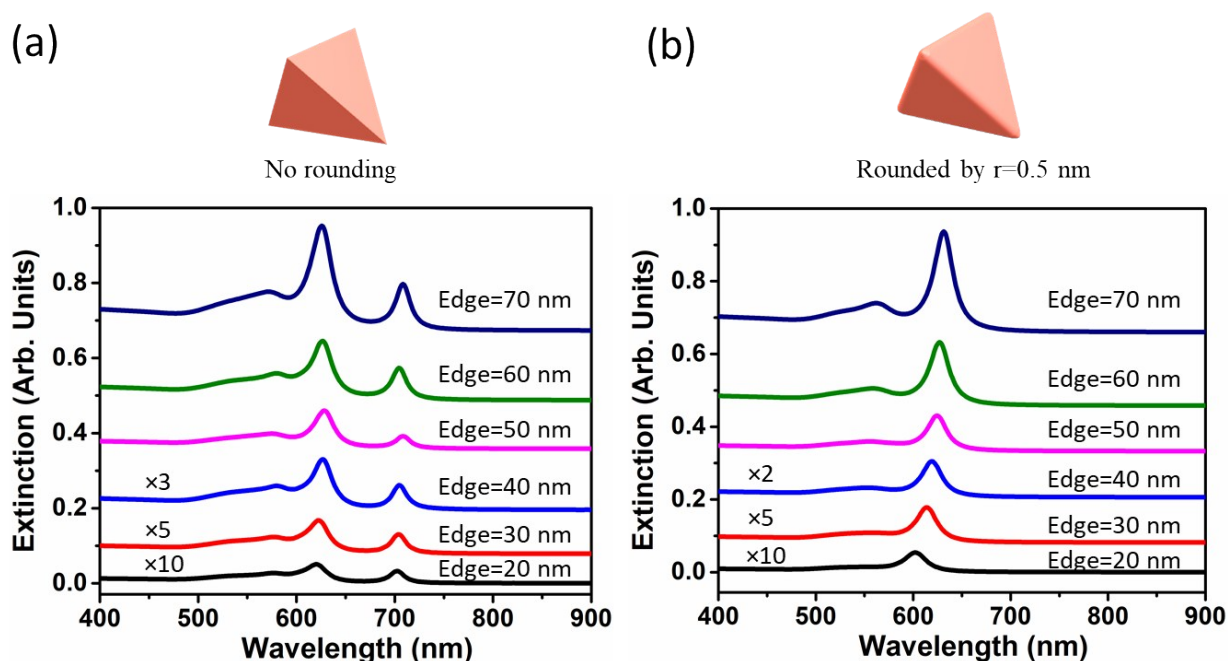 (a)
No rounding
1.0
0.8
0.6
0.4
0.2
0.0
Extinction (Arb. Units)
Edge=70 nm
Edge=60 nm
Edge=50 nm
×3
Edge=40 nm
×5
Edge=30 nm
×10
Edge=20 nm
400 500 600 700 800 900
Wavelength (nm)
(b)
Rounded by r=0.5 nm
1.0
0.8
0.6
0.4
0.2
0.0
Extinction (Arb. Units)
Edge=70 nm
Edge=60 nm
Edge=50 nm
×2
Edge=40 nm
×5
Edge=30 nm
×10
Edge=20 nm
400 500 600 700 800 900
Wavelength (nm)